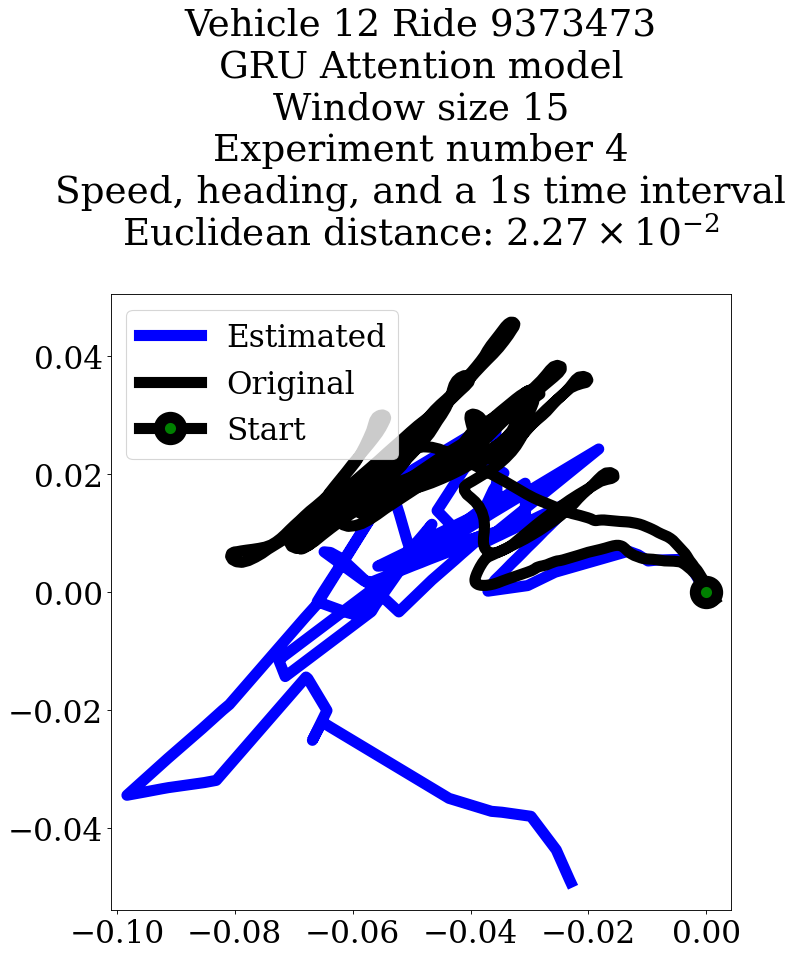 Vehicle 12 Ride 9373473
GRU Attention model
Window size 15
Experiment number 4
Speed, heading, and a 1s time interval
Euclidean distance: 2.27 × 10⁻²
Estimated
Original
Start
0.04
0.02
0.00
−0.02
−0.04
−0.10 −0.08 −0.06 −0.04 −0.02 0.00